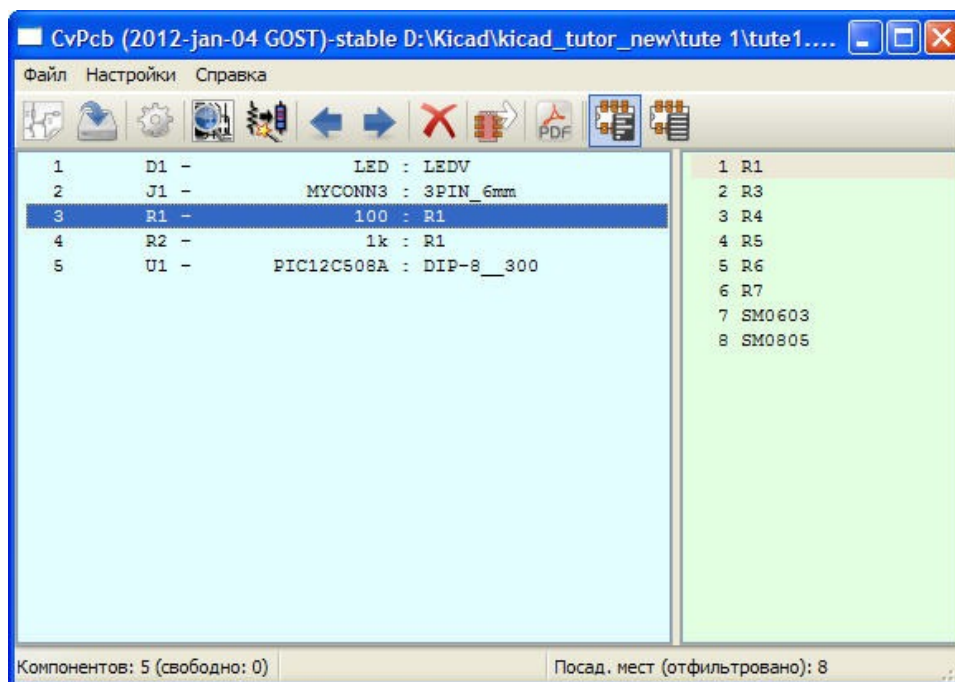 CvPcb (2012-jan-04 GOST)-stable D:\Kicad\kicad_tutor_new\tute 1\tute1....
Файл Настройки Справка
PDF
1 D1 - LED : LEDV
2 J1 - MYCONN3 : 3PIN_6mm
3 R1 - 100 : R1
4 R2 - 1k : R1
5 U1 - PIC12C508A : DIP-8__300
1 R1
2 R3
3 R4
4 R5
5 R6
6 R7
7 SM0603
8 SM0805
Компонентов: 5 (свободно: 0)
Посад. мест (отфильтровано): 8